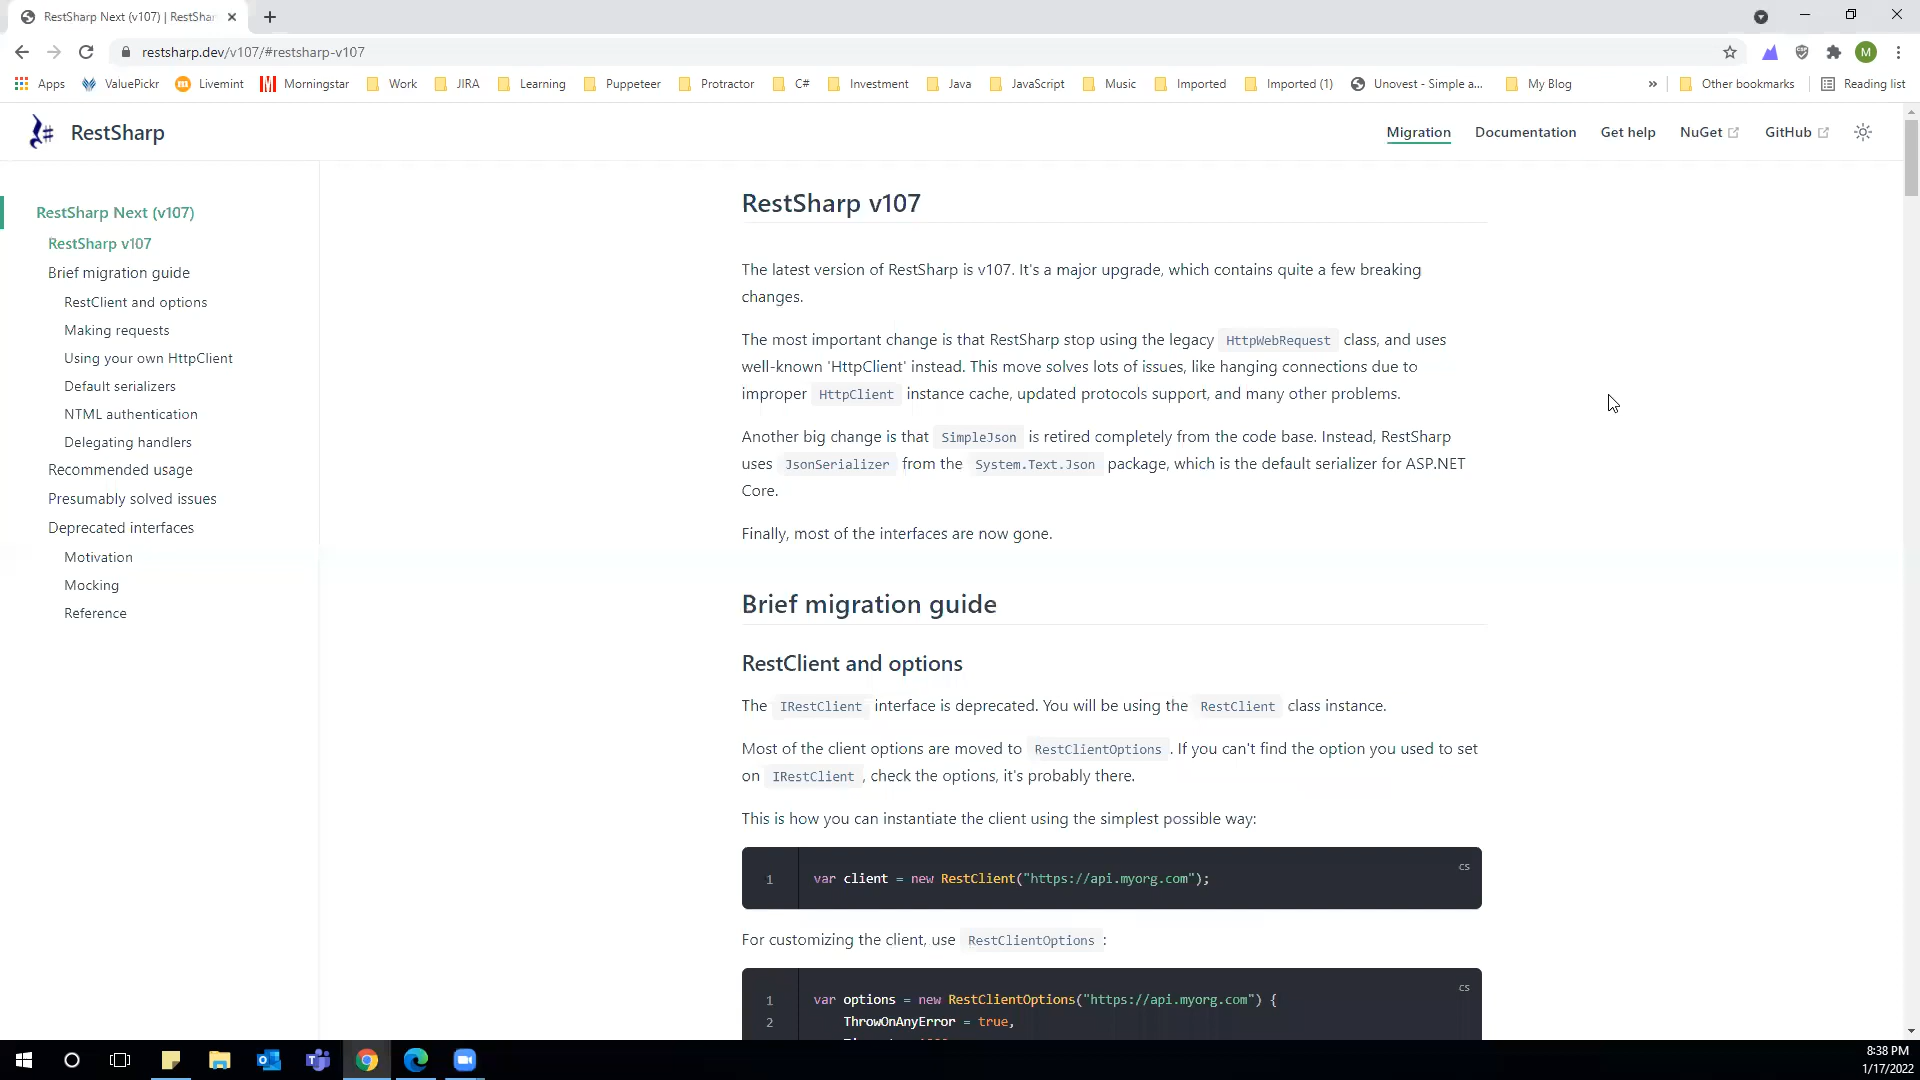 RestSharp Next (v107) | RestShar
restsharp.dev/v107/#restsharp-v107
M
Apps
ValuePickr
Livemint
Morningstar
Work
JIRA
Learning
Puppeteer
Protractor
C#
Investment
Java
JavaScript
Music
Imported
Imported (1)
Unovest - Simple a...
My Blog
»
Other bookmarks
Reading list
RestSharp
Migration
Documentation
Get help
NuGet
GitHub
RestSharp Next (v107)
RestSharp v107
Brief migration guide
RestClient and options
Making requests
Using your own HttpClient
Default serializers
NTML authentication
Delegating handlers
Recommended usage
Presumably solved issues
Deprecated interfaces
Motivation
Mocking
Reference
RestSharp v107
The latest version of RestSharp is v107. It's a major upgrade, which contains quite a few breaking
changes.
The most important change is that RestSharp stop using the legacy HttpWebRequest class, and uses
well-known 'HttpClient' instead. This move solves lots of issues, like hanging connections due to
improper HttpClient instance cache, updated protocols support, and many other problems.
Another big change is that SimpleJson is retired completely from the code base. Instead, RestSharp
uses JsonSerializer from the System.Text.Json package, which is the default serializer for ASP.NET
Core.
Finally, most of the interfaces are now gone.
Brief migration guide
RestClient and options
The IRestClient interface is deprecated. You will be using the RestClient class instance.
Most of the client options are moved to RestClientOptions . If you can't find the option you used to set
on IRestClient , check the options, it's probably there.
This is how you can instantiate the client using the simplest possible way:
cs
1 var client = new RestClient("https://api.myorg.com");
For customizing the client, use RestClientOptions :
cs
1 var options = new RestClientOptions("https://api.myorg.com") {
2 ThrowOnAnyError = true,
8:38 PM
1/17/2022